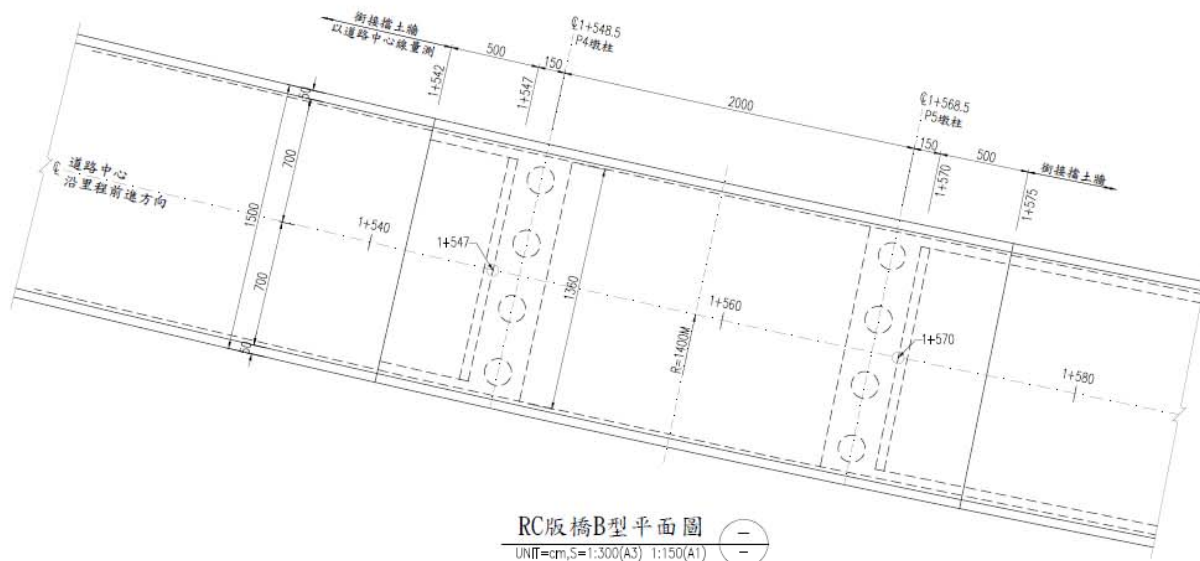 銜接擋土牆
以道路中心線量測
1+542
500
1+547
150
℄1+548.5
P4墩柱
2000
℄1+568.5
P5墩柱
150
1+570
500
1+575
銜接擋土牆
50
700
℄ 道路中心
沿里程前進方向
1500
700
50
1+540
1+547
1360
1+560
R=1400M
1+570
1+580
RC版橋B型平面圖
UNIT=cm,S=1:300(A3) 1:150(A1)